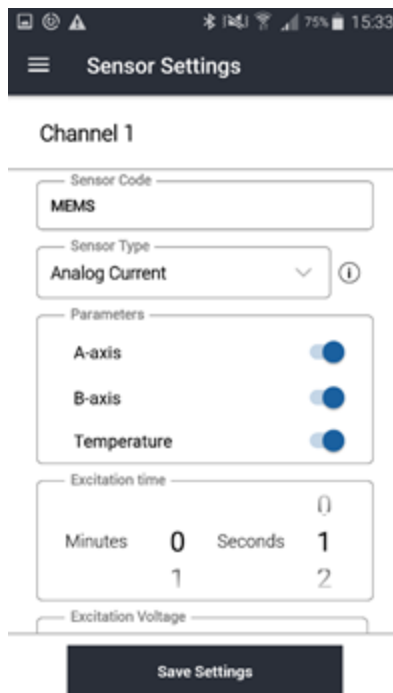 75% 15:33
Sensor Settings
Channel 1
Sensor Code
MEMS
Sensor Type
Analog Current
Parameters
A-axis
B-axis
Temperature
Excitation time
0
Minutes 0 Seconds 1
1 2
Excitation Voltage
Save Settings